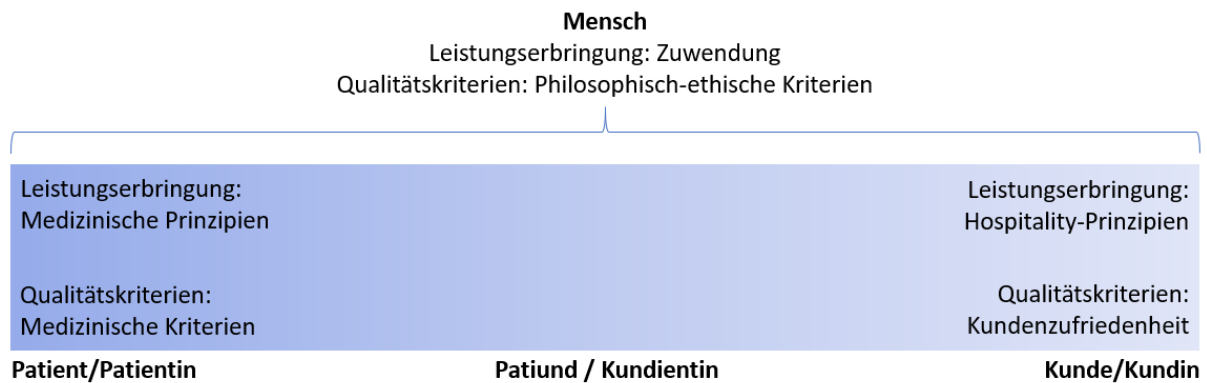 Mensch
Leistungserbringung: Zuwendung
Qualitätskriterien: Philosophisch-ethische Kriterien
Leistungserbringung:
Medizinische Prinzipien
Leistungserbringung:
Hospitality-Prinzipien
Qualitätskriterien:
Medizinische Kriterien
Qualitätskriterien:
Kundenzufriedenheit
Patient/Patientin
Patiund / Kundientin
Kunde/Kundin